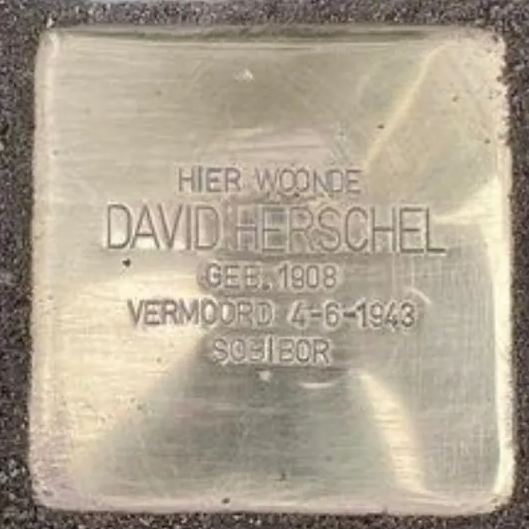 HIER WOONDE
DAVID HERSCHEL
GEB. 1908
VERMOORD 4-6-1943
SOBIBOR